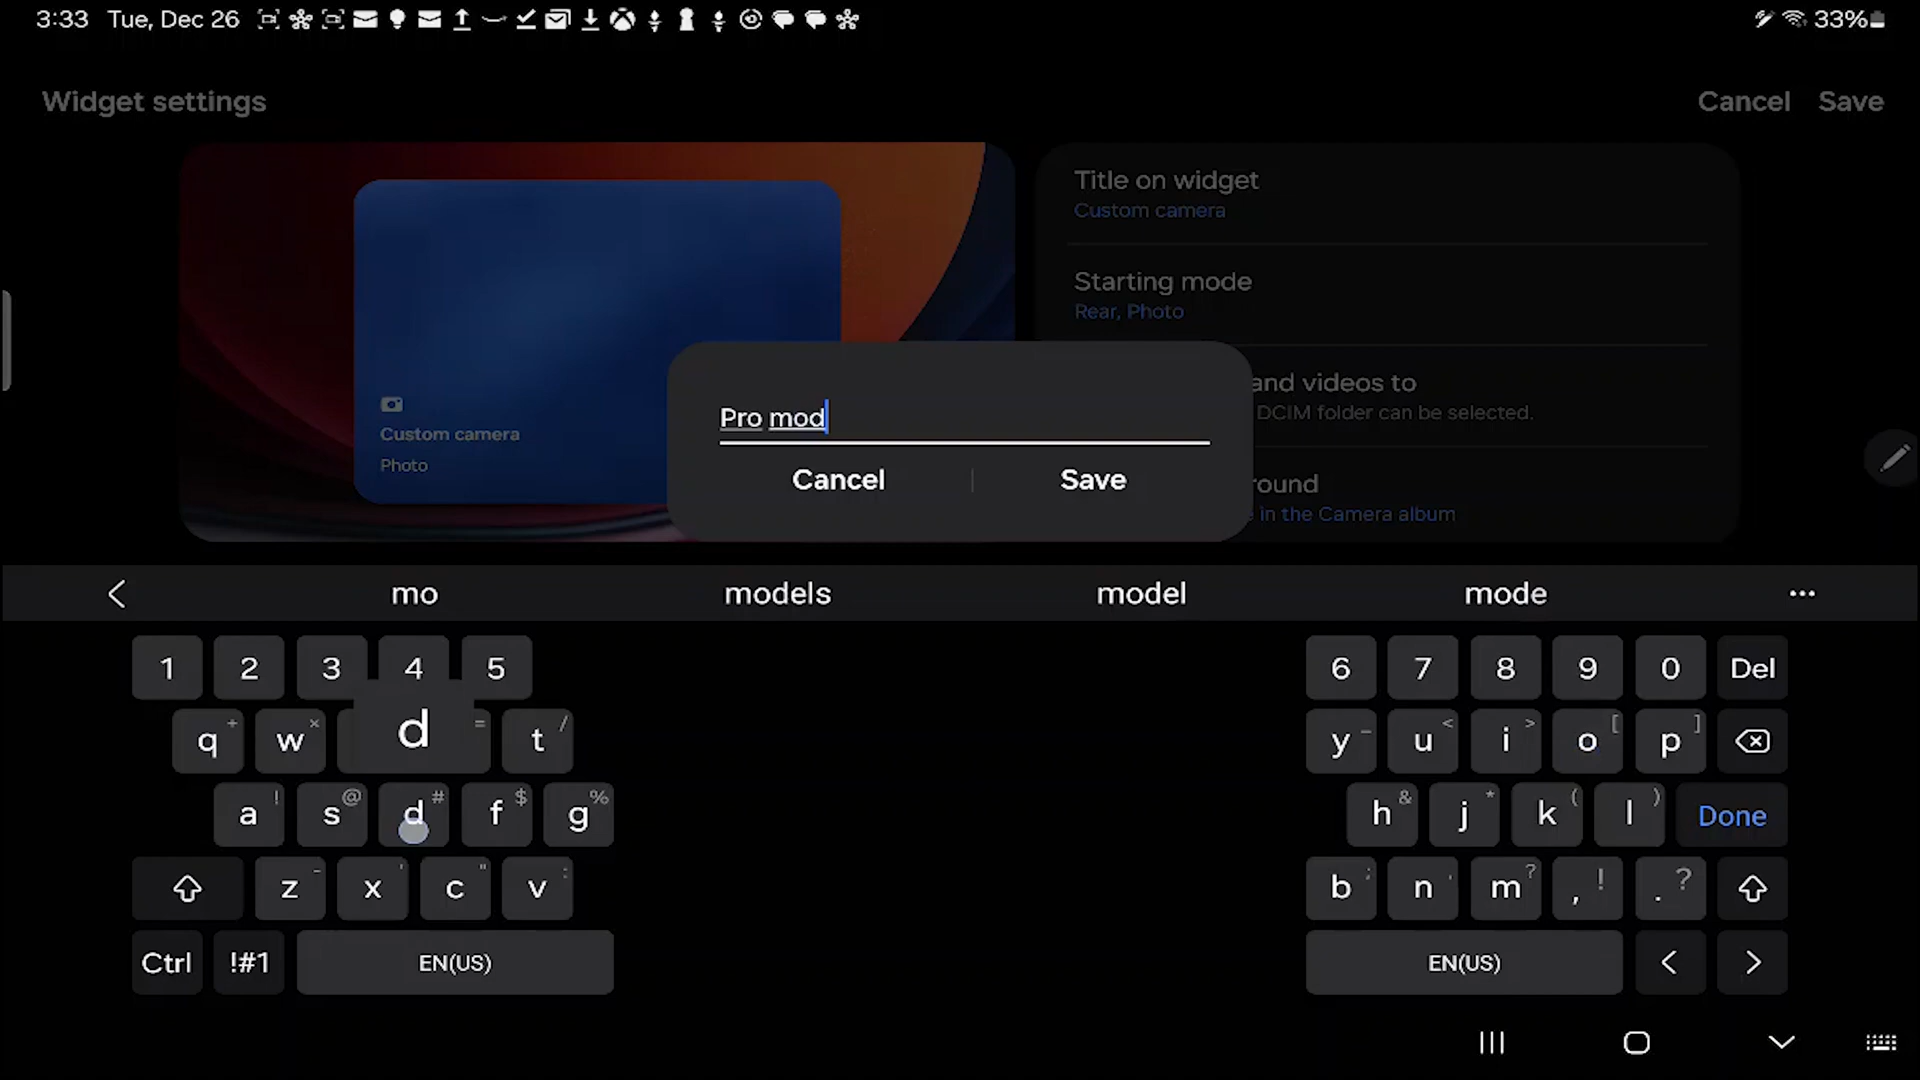 3:33 Tue, Dec 26
33%
Widget settings
Cancel Save
Title on widget
Custom camera
Starting mode
Rear, Photo
and videos to
DCIM folder can be selected.
round
in the Camera album
Custom camera
Photo
Pro mod
Cancel | Save
< mo models model mode ...
1 2 3 4 5 6 7 8 9 0 Del
q + w × d = t / y - u < i > o [ p ]
a ! s @ d # f $ g % h & j * k ( l ) Done
z - x ' c " v : b ; n ' m ? , ! . ?
Ctrl !#1 EN(US) EN(US) < >